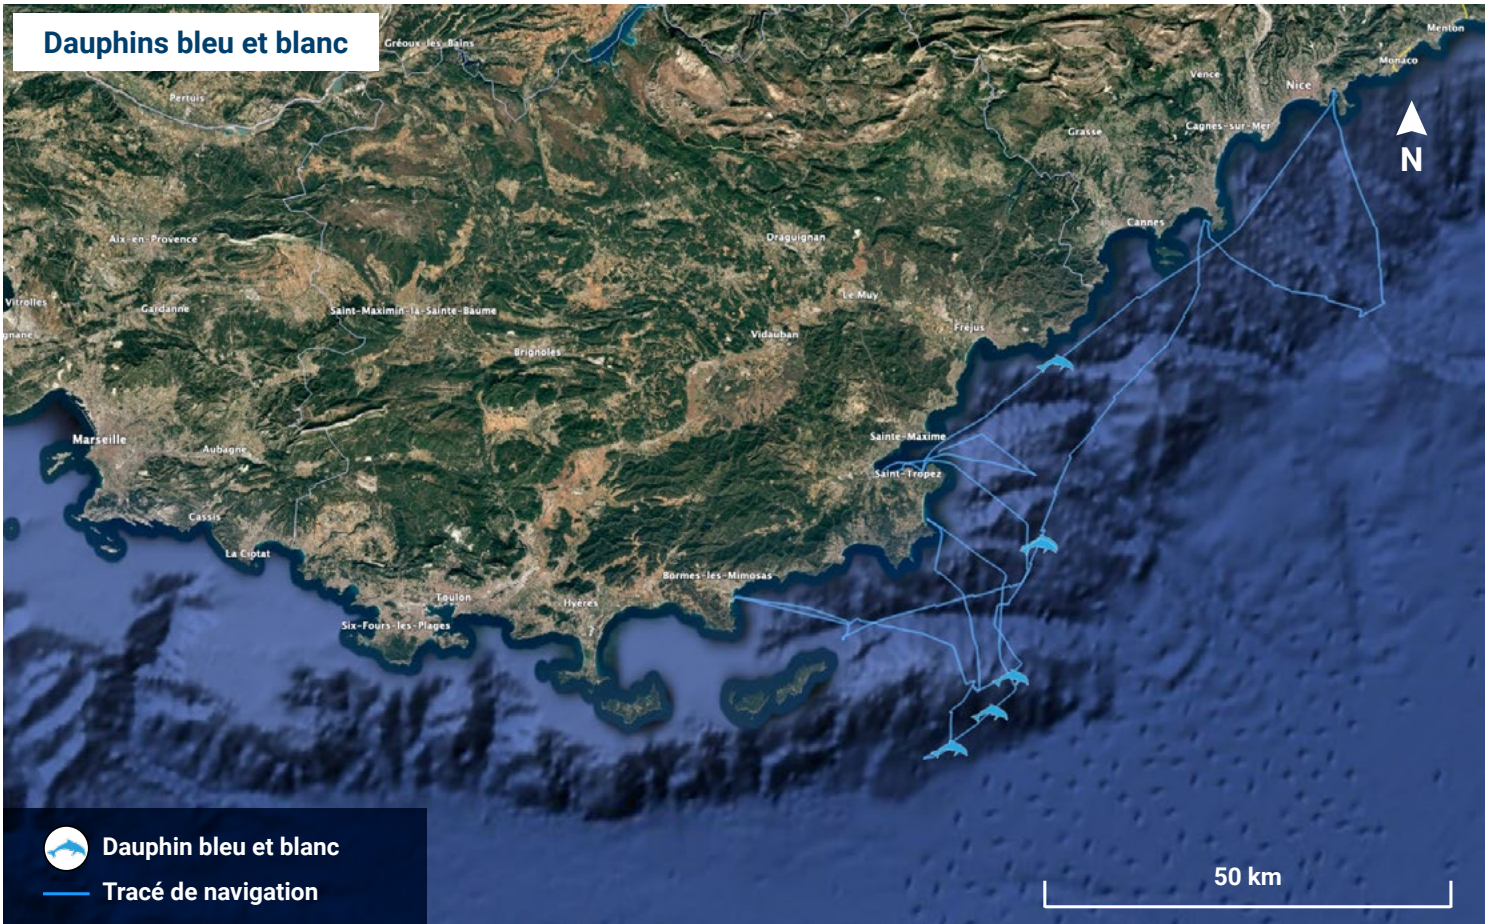 Dauphins bleu et blanc
Gréoux-les-Bains
Menton
Monaco
Vence
Nice
Pertuis
Cagnes-sur-Mer
Grasse
N
Cannes
Aix-en-Provence
Draguignan
Vitrolles
Gardanne
Saint-Maximin-la-Sainte-Baume
Le Muy
Fréjus
gnane
Vidauban
Brignoles
Marseille
Aubagne
Sainte-Maxime
Saint-Tropez
Cassis
La Ciotat
Bormes-les-Mimosas
Toulon
Hyères
Six-Fours-les-Plages
?
Dauphin bleu et blanc
Tracé de navigation
50 km